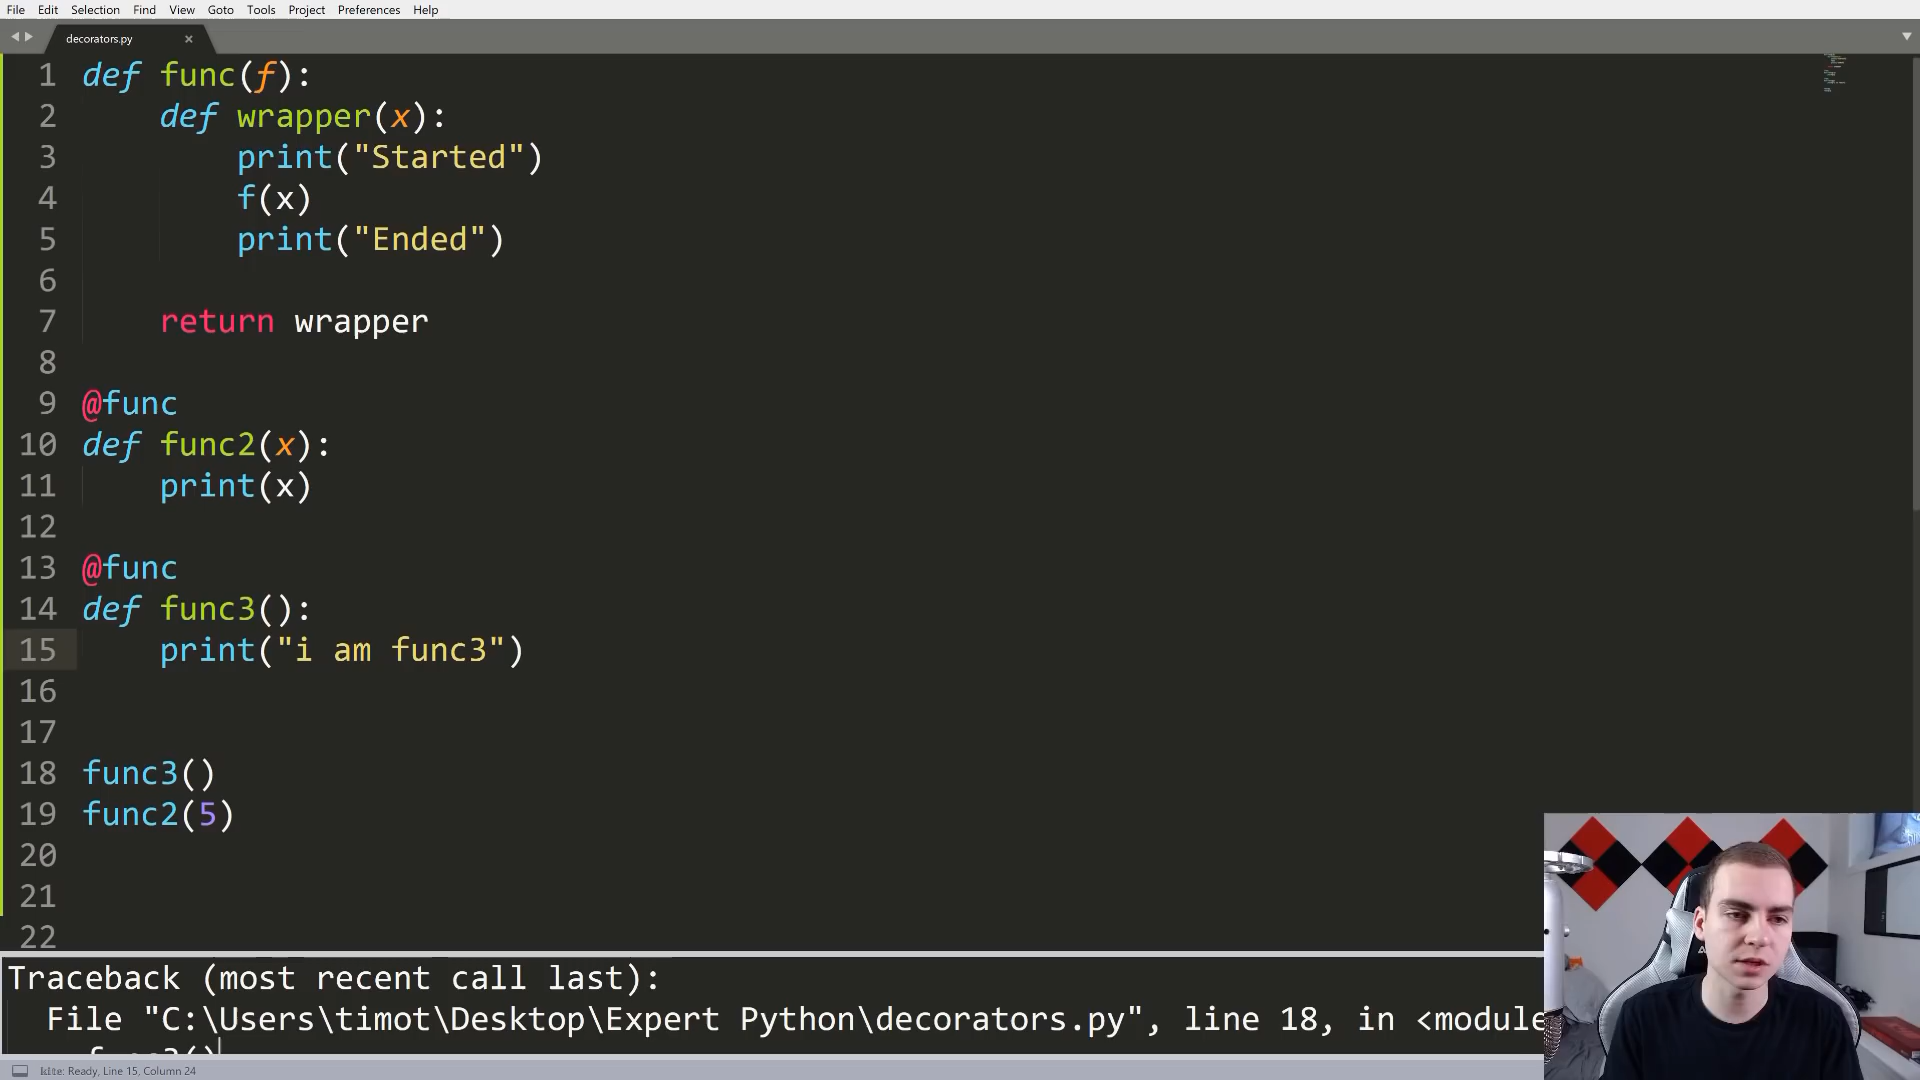 File Edit Selection Find View Goto Tools Project Preferences Help
decorators.py ×
1 def func(f):
2 def wrapper(x):
3 print("Started")
4 f(x)
5 print("Ended")
6
7 return wrapper
8
9 @func
10 def func2(x):
11 print(x)
12
13 @func
14 def func3():
15 print("i am func3")
16
17
18 func3()
19 func2(5)
20
21
22
Traceback (most recent call last):
File "C:\Users\timot\Desktop\Expert Python\decorators.py", line 18, in <module
func3()
kite: Ready, Line 15, Column 24